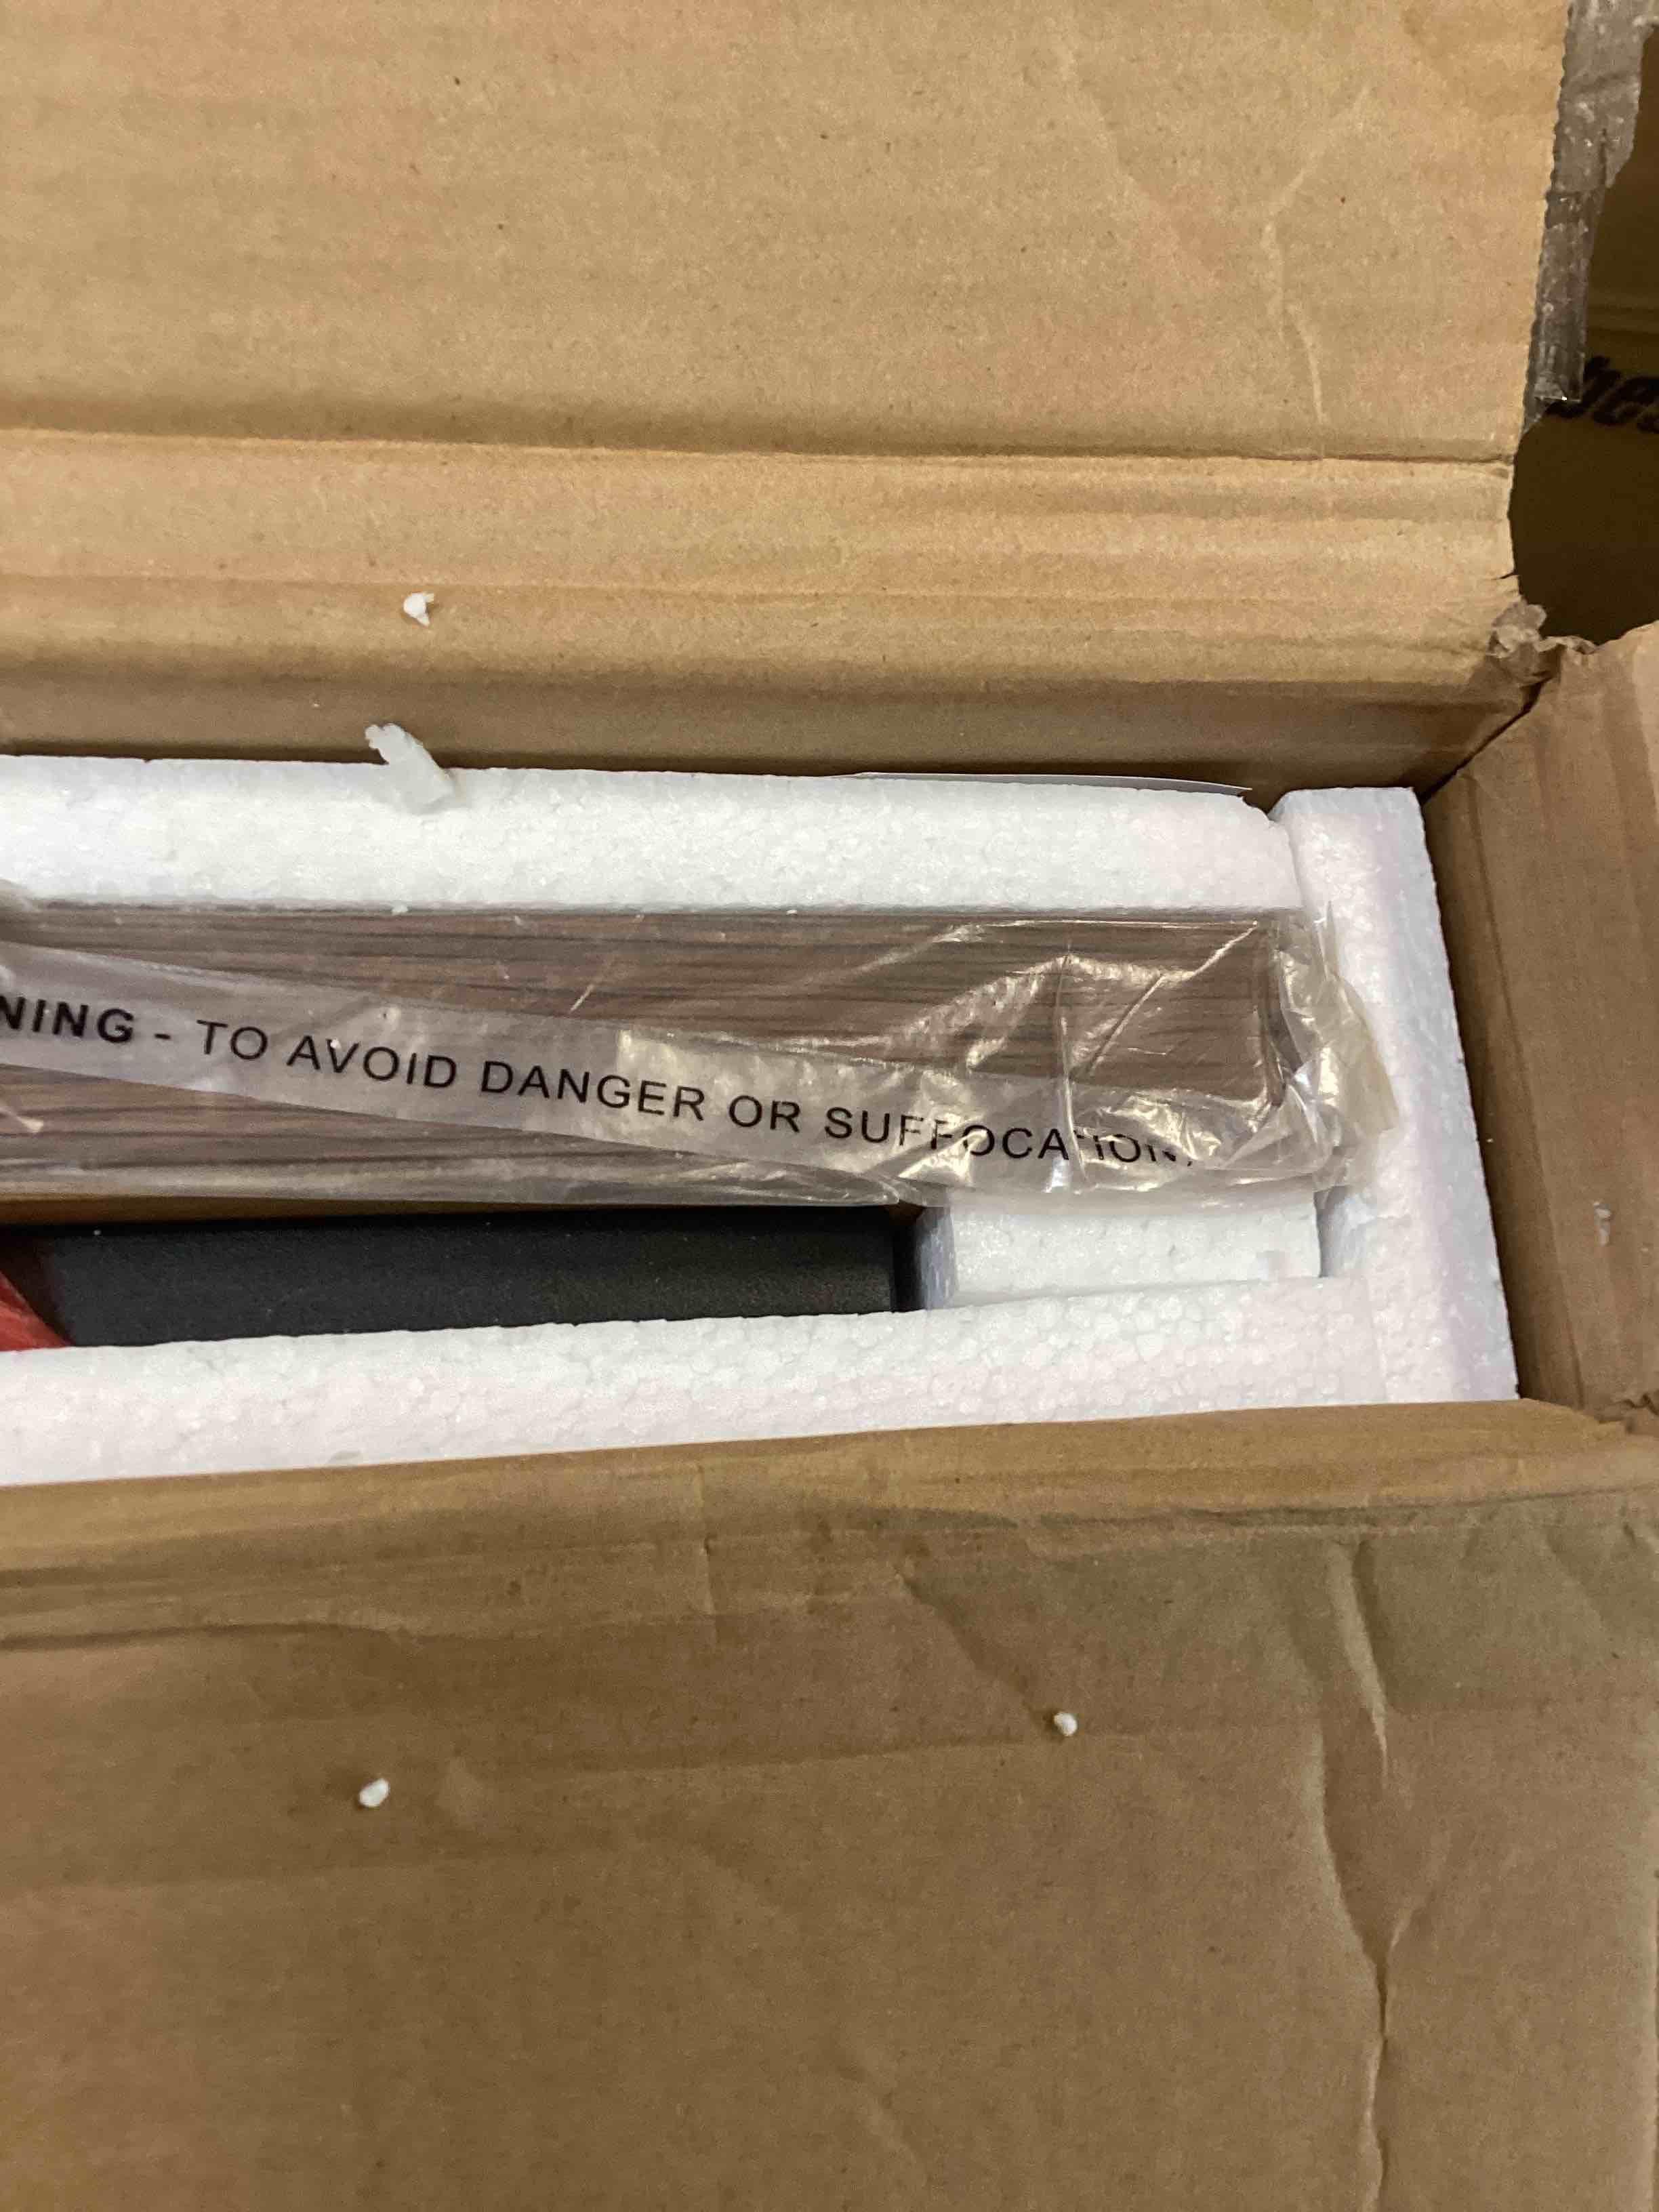 NING - TO AVOID DANGER OR SUFFOCATION,